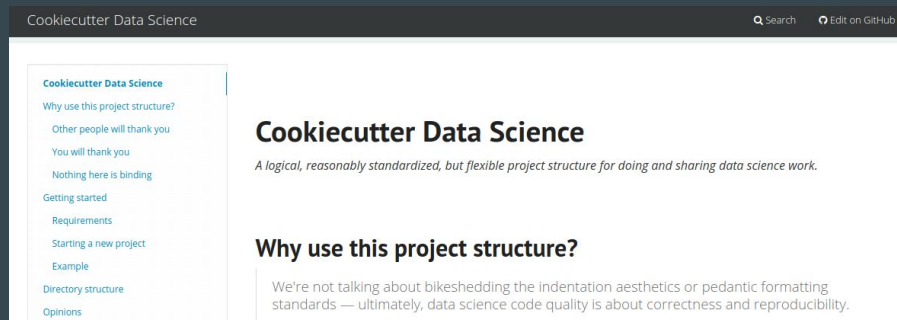 Cookiecutter Data Science
Search
Edit on GitHub
Cookiecutter Data Science
Why use this project structure?
Other people will thank you
You will thank you
Nothing here is binding
Getting started
Requirements
Starting a new project
Example
Directory structure
Opinions
Cookiecutter Data Science
A logical, reasonably standardized, but flexible project structure for doing and sharing data science work.
Why use this project structure?
We're not talking about bikeshedding the indentation aesthetics or pedantic formatting
standards — ultimately, data science code quality is about correctness and reproducibility.